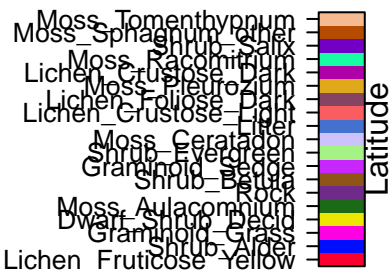 Moss_Tomenthypnum
Moss_Sphagnum_other
Shrub_Salix
Moss_Racomitrium
Lichen_Crustose_Dark
Moss_Pleurozium
Lichen_Foliose_Dark
Lichen_Crustose_Light
Litter
Moss_Ceratadon
Shrub_Evergreen
Graminoid_Sedge
Shrub_Betula
Rock
Moss_Aulacomnium
Dwarf_Shrub_Decid
Graminoid_Grass
Shrub_Alder
Lichen_Fruticose_Yellow
Latitude